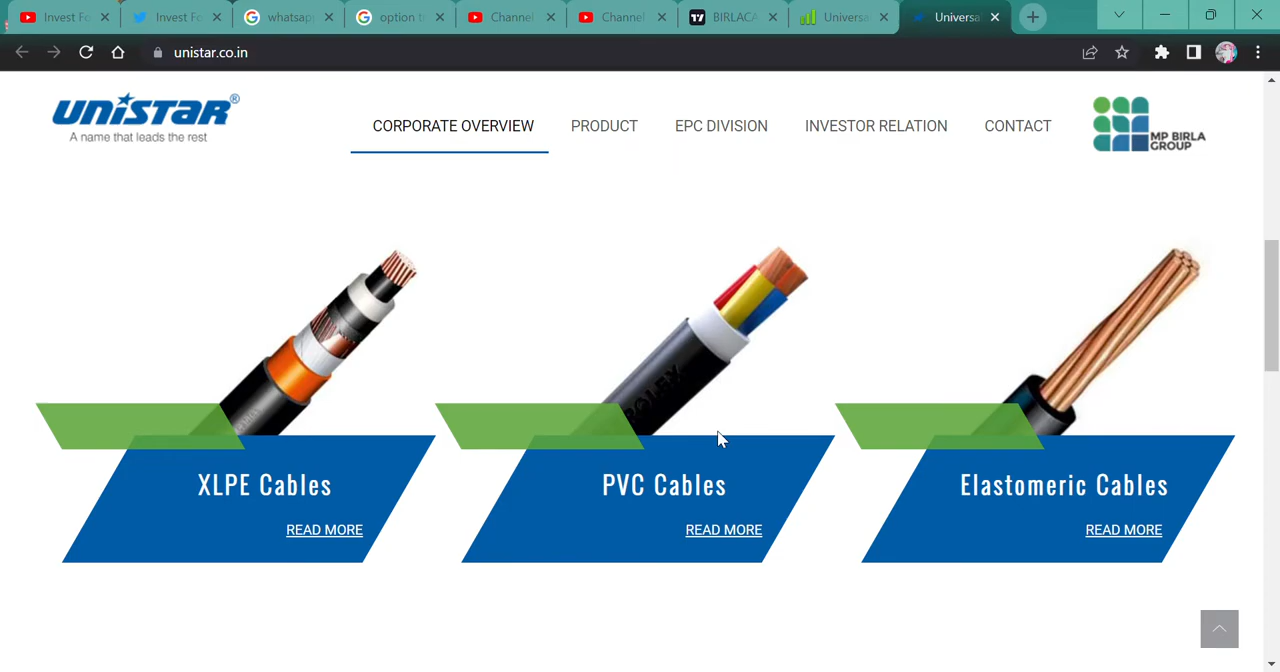 Invest Fo
Invest Fo
whatsapp
option t
Channel
Channel
BIRLACA
Universa
Universa
unistar.co.in
UNISTAR®
A name that leads the rest
CORPORATE OVERVIEW
PRODUCT
EPC DIVISION
INVESTOR RELATION
CONTACT
MP BIRLA
GROUP
XLPE Cables
READ MORE
PVC Cables
READ MORE
Elastomeric Cables
READ MORE